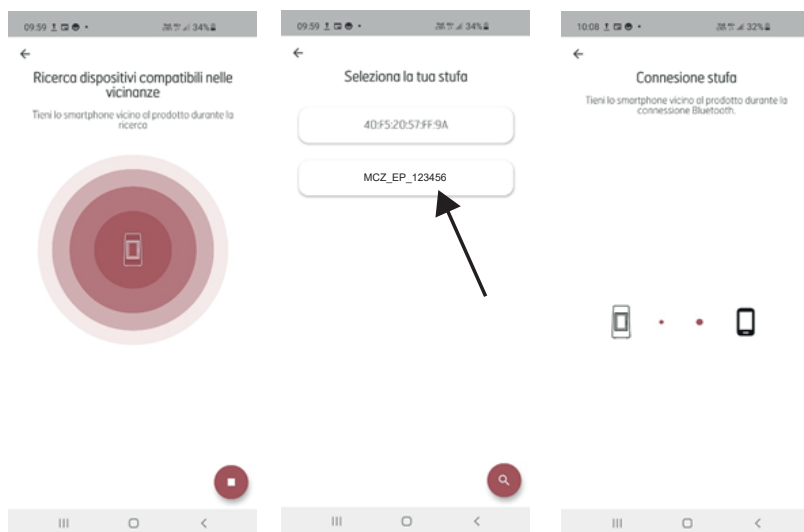 09:59
34%
Ricerca dispositivi compatibili nelle
vicinanze
Tieni lo smartphone vicino al prodotto durante la
ricerca
09:59
34%
Seleziona la tua stufa
40:F5:20:57:FF:9A
MCZ_EP_123456
10:08
32%
Connesione stufa
Tieni lo smartphone vicino al prodotto durante la
connessione Bluetooth.